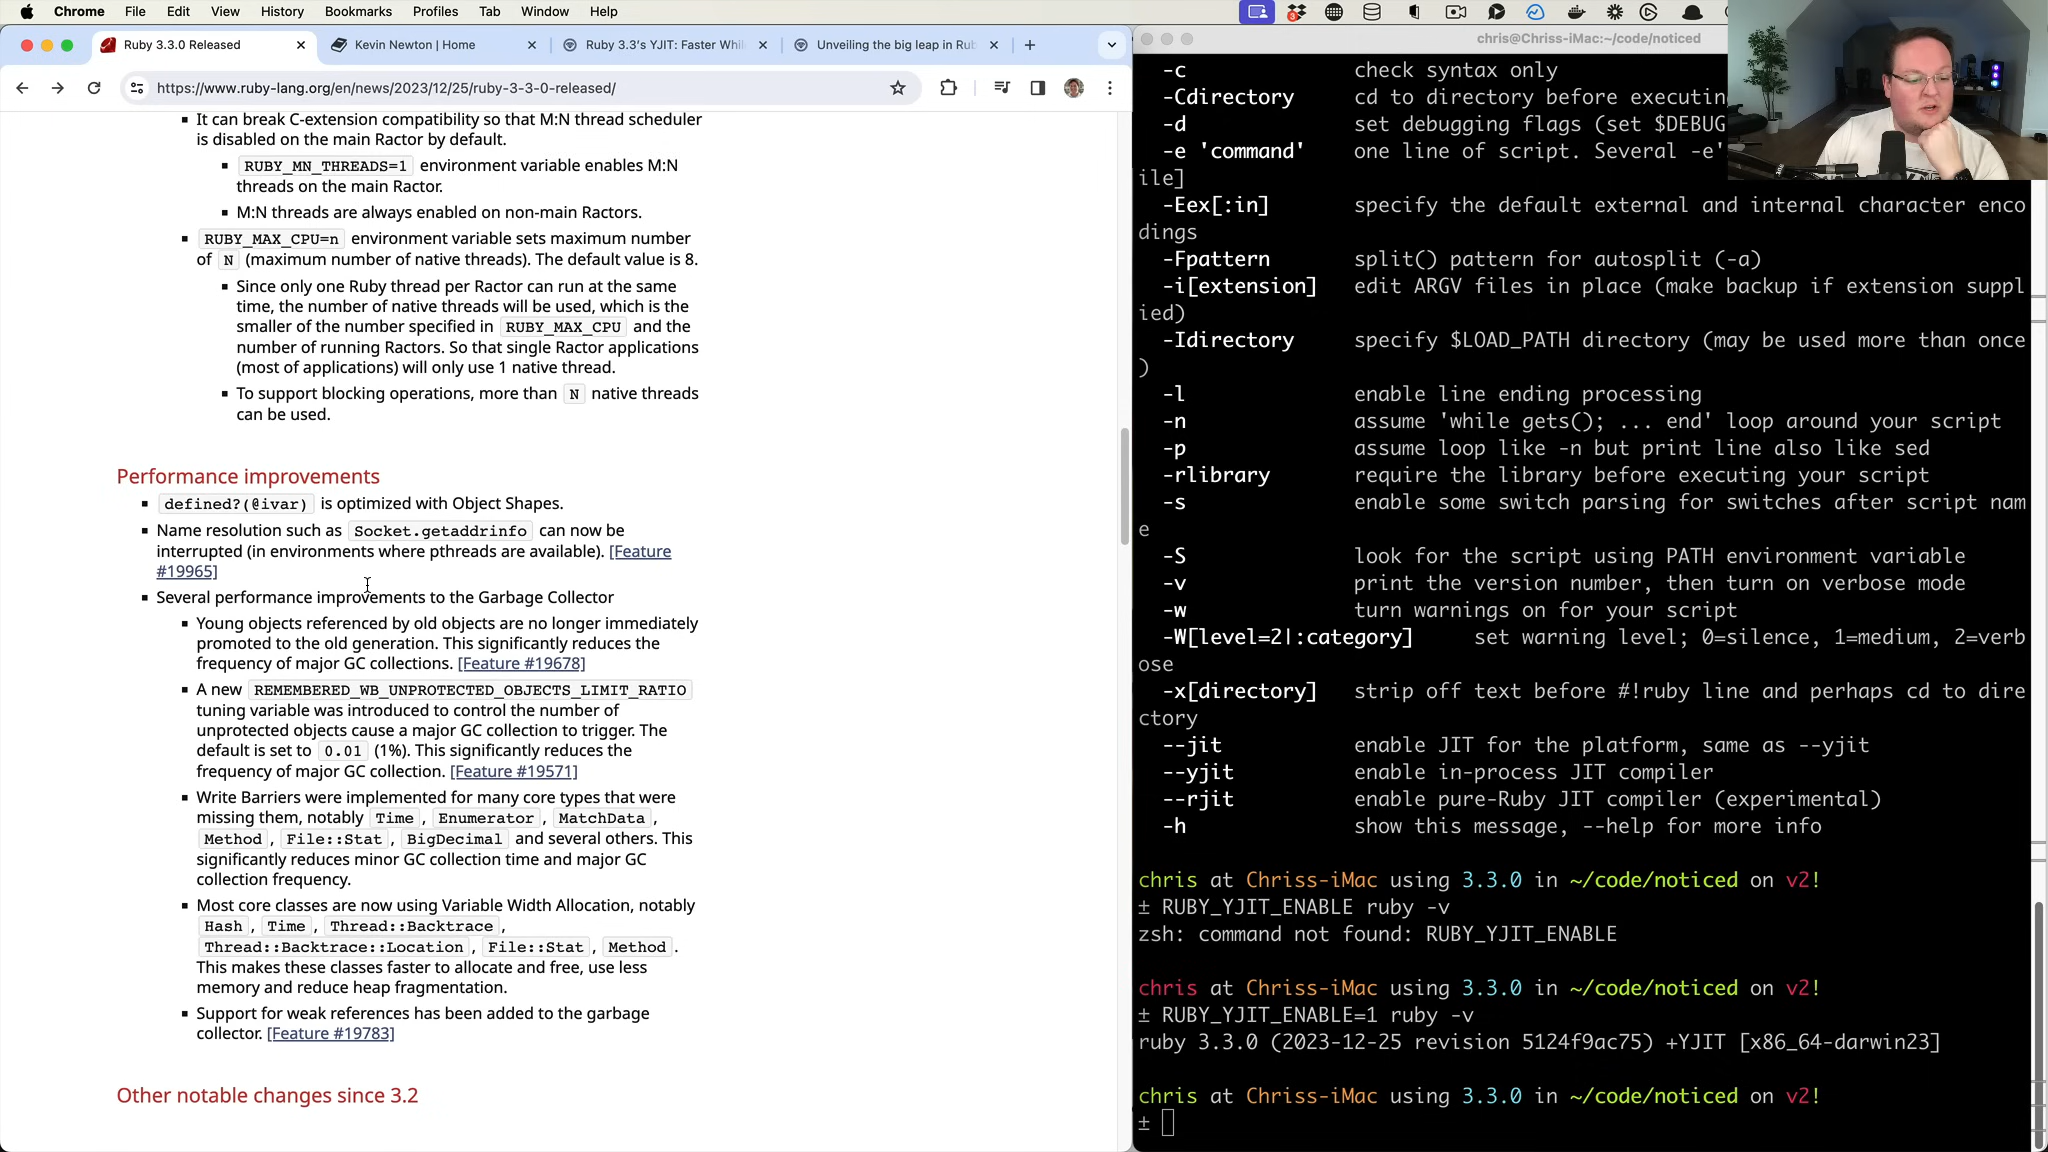 Chrome File Edit View History Bookmarks Profiles Tab Window Help
3
Ruby 3.3.0 Released
Kevin Newton | Home
Ruby 3.3's YJIT: Faster Whil
Unveiling the big leap in Rub
https://www.ruby-lang.org/en/news/2023/12/25/ruby-3-3-0-released/
It can break C-extension compatibility so that M:N thread scheduler
is disabled on the main Ractor by default.
RUBY_MN_THREADS=1 environment variable enables M:N
threads on the main Ractor.
M:N threads are always enabled on non-main Ractors.
RUBY_MAX_CPU=n environment variable sets maximum number
of N (maximum number of native threads). The default value is 8.
Since only one Ruby thread per Ractor can run at the same
time, the number of native threads will be used, which is the
smaller of the number specified in RUBY_MAX_CPU and the
number of running Ractors. So that single Ractor applications
(most of applications) will only use 1 native thread.
To support blocking operations, more than N native threads
can be used.
Performance improvements
defined?(@ivar) is optimized with Object Shapes.
Name resolution such as Socket.getaddrinfo can now be
interrupted (in environments where pthreads are available). [Feature
#19965]
Several performance improvements to the Garbage Collector
Young objects referenced by old objects are no longer immediately
promoted to the old generation. This significantly reduces the
frequency of major GC collections. [Feature #19678]
A new REMEMBERED_WB_UNPROTECTED_OBJECTS_LIMIT_RATIO
tuning variable was introduced to control the number of
unprotected objects cause a major GC collection to trigger. The
default is set to 0.01 (1%). This significantly reduces the
frequency of major GC collection. [Feature #19571]
Write Barriers were implemented for many core types that were
missing them, notably Time, Enumerator, MatchData,
Method, File::Stat, BigDecimal and several others. This
significantly reduces minor GC collection time and major GC
collection frequency.
Most core classes are now using Variable Width Allocation, notably
Hash, Time, Thread::Backtrace,
Thread::Backtrace::Location, File::Stat, Method.
This makes these classes faster to allocate and free, use less
memory and reduce heap fragmentation.
Support for weak references has been added to the garbage
collector. [Feature #19783]
Other notable changes since 3.2
chris@Chriss-iMac:~/code/noticed
-c check syntax only
-Cdirectory cd to directory before executin
-d set debugging flags (set $DEBUG
-e 'command' one line of script. Several -e'
ile]
-Eex[:in] specify the default external and internal character enco
dings
-Fpattern split() pattern for autosplit (-a)
-i[extension] edit ARGV files in place (make backup if extension suppl
ied)
-Idirectory specify $LOAD_PATH directory (may be used more than once
)
-l enable line ending processing
-n assume 'while gets(); ... end' loop around your script
-p assume loop like -n but print line also like sed
-rlibrary require the library before executing your script
-s enable some switch parsing for switches after script nam
e
-S look for the script using PATH environment variable
-v print the version number, then turn on verbose mode
-w turn warnings on for your script
-W[level=2|:category] set warning level; 0=silence, 1=medium, 2=verb
ose
-x[directory] strip off text before #!ruby line and perhaps cd to dire
ctory
--jit enable JIT for the platform, same as --yjit
--yjit enable in-process JIT compiler
--rjit enable pure-Ruby JIT compiler (experimental)
-h show this message, --help for more info
chris at Chriss-iMac using 3.3.0 in ~/code/noticed on v2!
± RUBY_YJIT_ENABLE ruby -v
zsh: command not found: RUBY_YJIT_ENABLE
chris at Chriss-iMac using 3.3.0 in ~/code/noticed on v2!
± RUBY_YJIT_ENABLE=1 ruby -v
ruby 3.3.0 (2023-12-25 revision 5124f9ac75) +YJIT [x86_64-darwin23]
chris at Chriss-iMac using 3.3.0 in ~/code/noticed on v2!
±